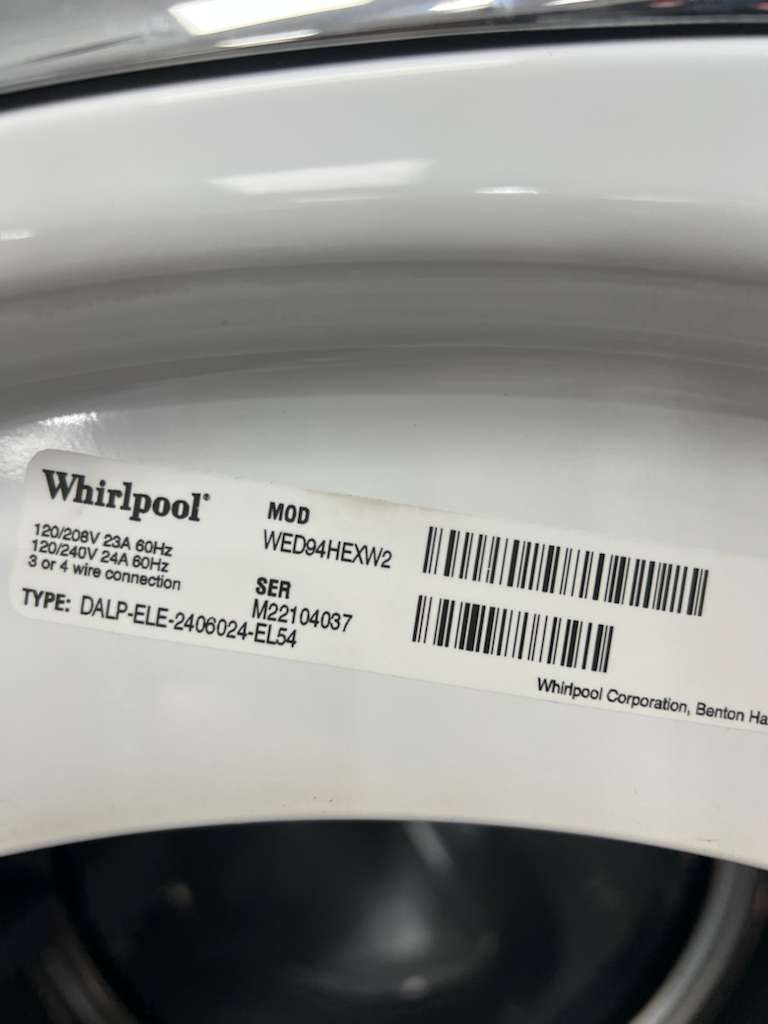 Whirlpool®
120/208V 23A 60Hz
120/240V 24A 60Hz
3 or 4 wire connection
TYPE: DALP-ELE-2406024-EL54
MOD
WED94HEXW2
SER
M22104037
Whirlpool Corporation, Benton Ha